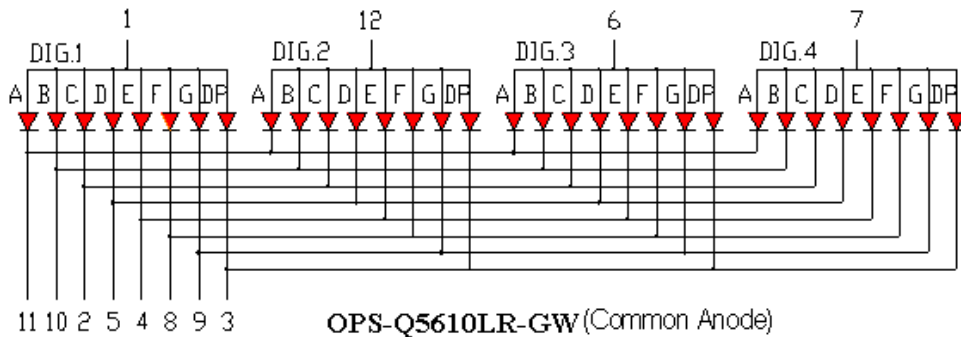 1 12 6 7
DIG.1 DIG.2 DIG.3 DIG.4
A B C D E F G DP A B C D E F G DP A B C D E F G DP A B C D E F G DP
11 10 2 5 4 8 9 3 OPS-Q5610LR-GW (Common Anode)